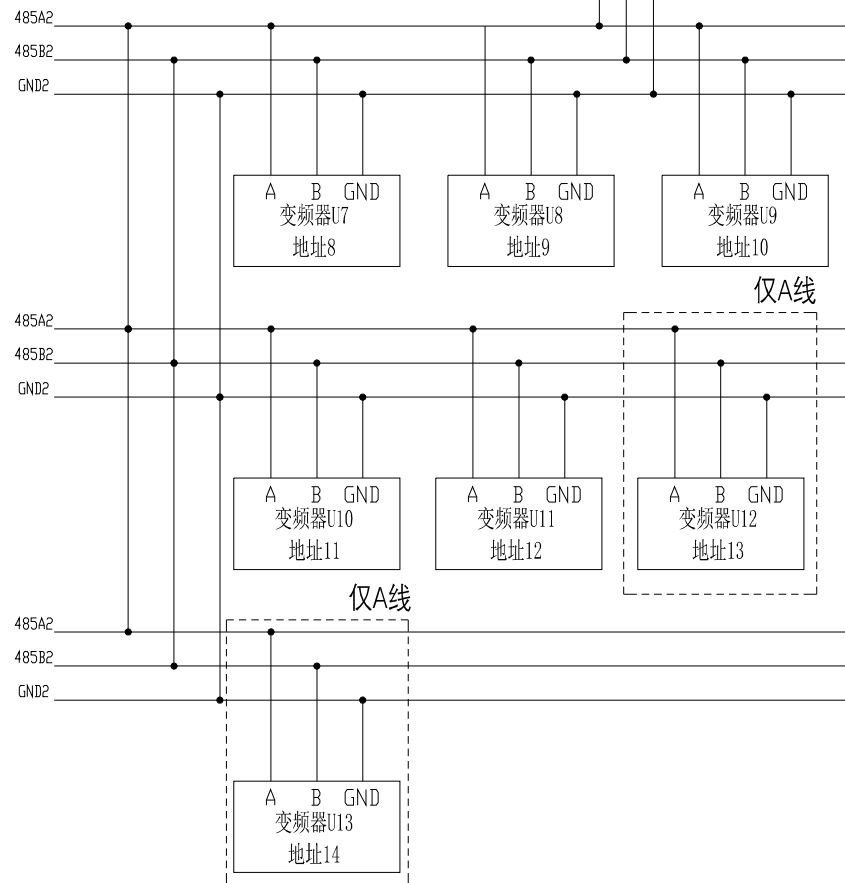 485A2
485B2
GND2
A B GND
变频器U7
地址8
A B GND
变频器U8
地址9
A B GND
变频器U9
地址10
仅A线
485A2
485B2
GND2
A B GND
变频器U10
地址11
A B GND
变频器U11
地址12
A B GND
变频器U12
地址13
仅A线
485A2
485B2
GND2
A B GND
变频器U13
地址14